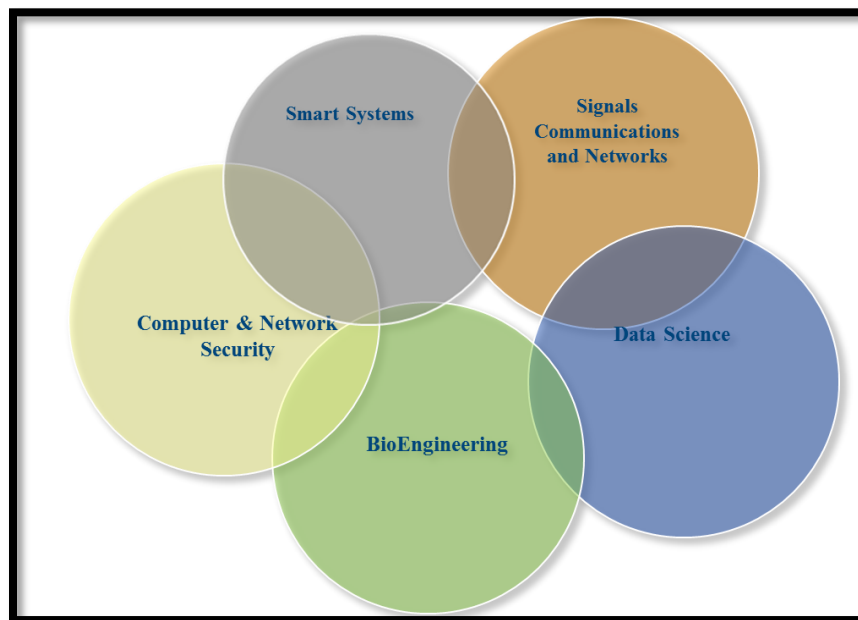 Smart Systems
Signals
Communications
and Networks
Computer & Network
Security
Data Science
BioEngineering